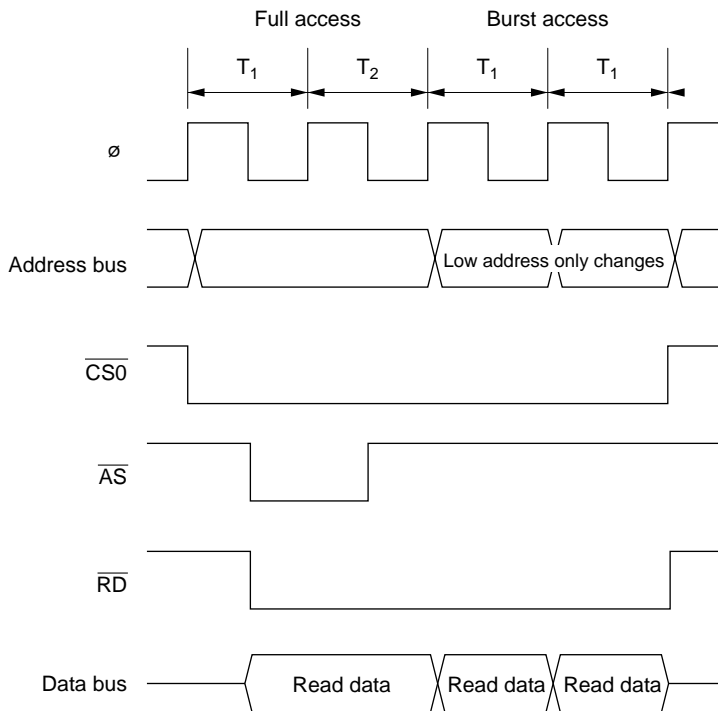 Full access Burst access
T1 T2 T1 T1
ø
Address bus
Low address only changes
CS0
AS
RD
Data bus
Read data Read data Read data